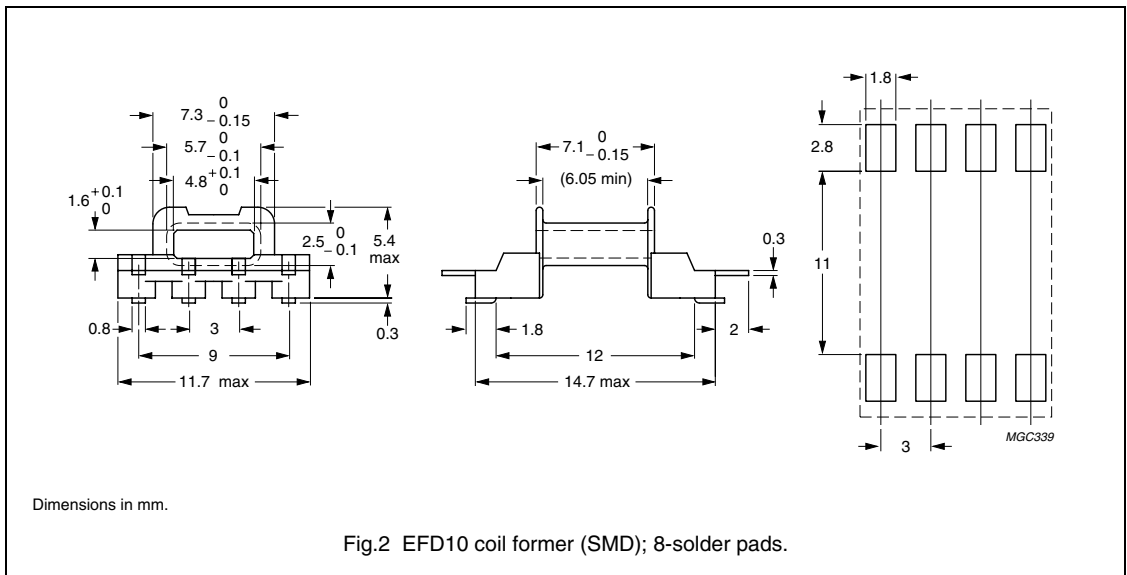 0
7.3 – 0.15
0
5.7 – 0.1
+ 0.1
4.8 0
1.6 + 0.1
0
2.5 0
– 0.1
5.4
max
0.8
3
0.3
9
11.7 max
0
7.1 – 0.15
(6.05 min)
0.3
1.8
2
12
14.7 max
1.8
2.8
11
3
MGC339
Dimensions in mm.
Fig.2 EFD10 coil former (SMD); 8-solder pads.